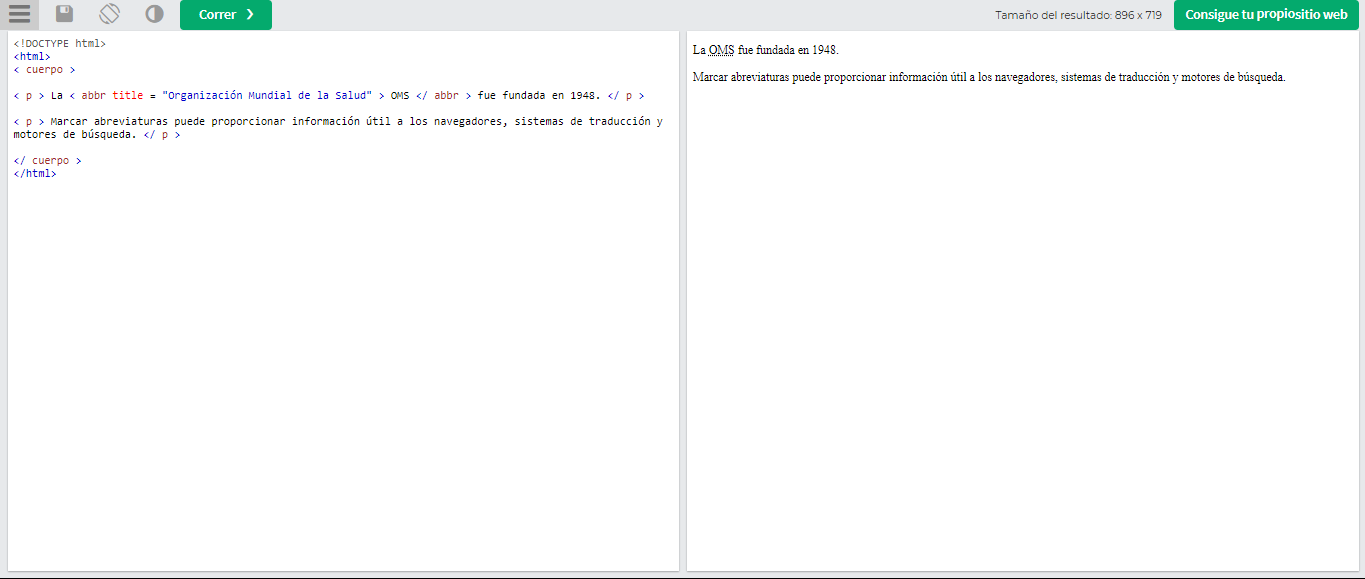 Correr ❯
Tamaño del resultado: 896 x 719
Consigue tu propiositio web
<!DOCTYPE html>
<html>
< cuerpo >
< p > La < abbr title = "Organización Mundial de la Salud" > OMS </ abbr > fue fundada en 1948. </ p >
< p > Marcar abreviaturas puede proporcionar información útil a los navegadores, sistemas de traducción y
motores de búsqueda. </ p >
</ cuerpo >
</html>
La OMS fue fundada en 1948.
Marcar abreviaturas puede proporcionar información útil a los navegadores, sistemas de traducción y motores de búsqueda.